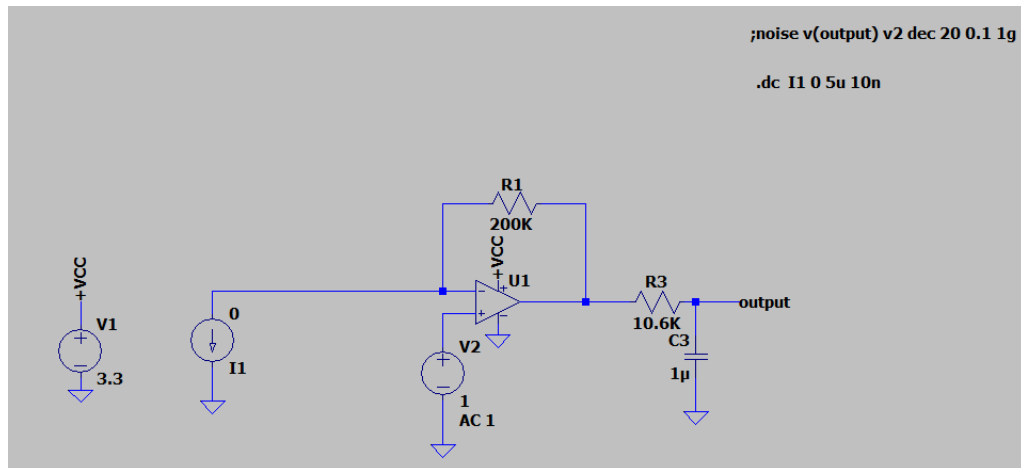 ;noise v(output) v2 dec 20 0.1 1g
.dc I1 0 5u 10n
R1
200K
+VCC
U1
+VCC
V1
3.3
0
I1
V2
1
AC 1
R3
10.6K
output
C3
1µ